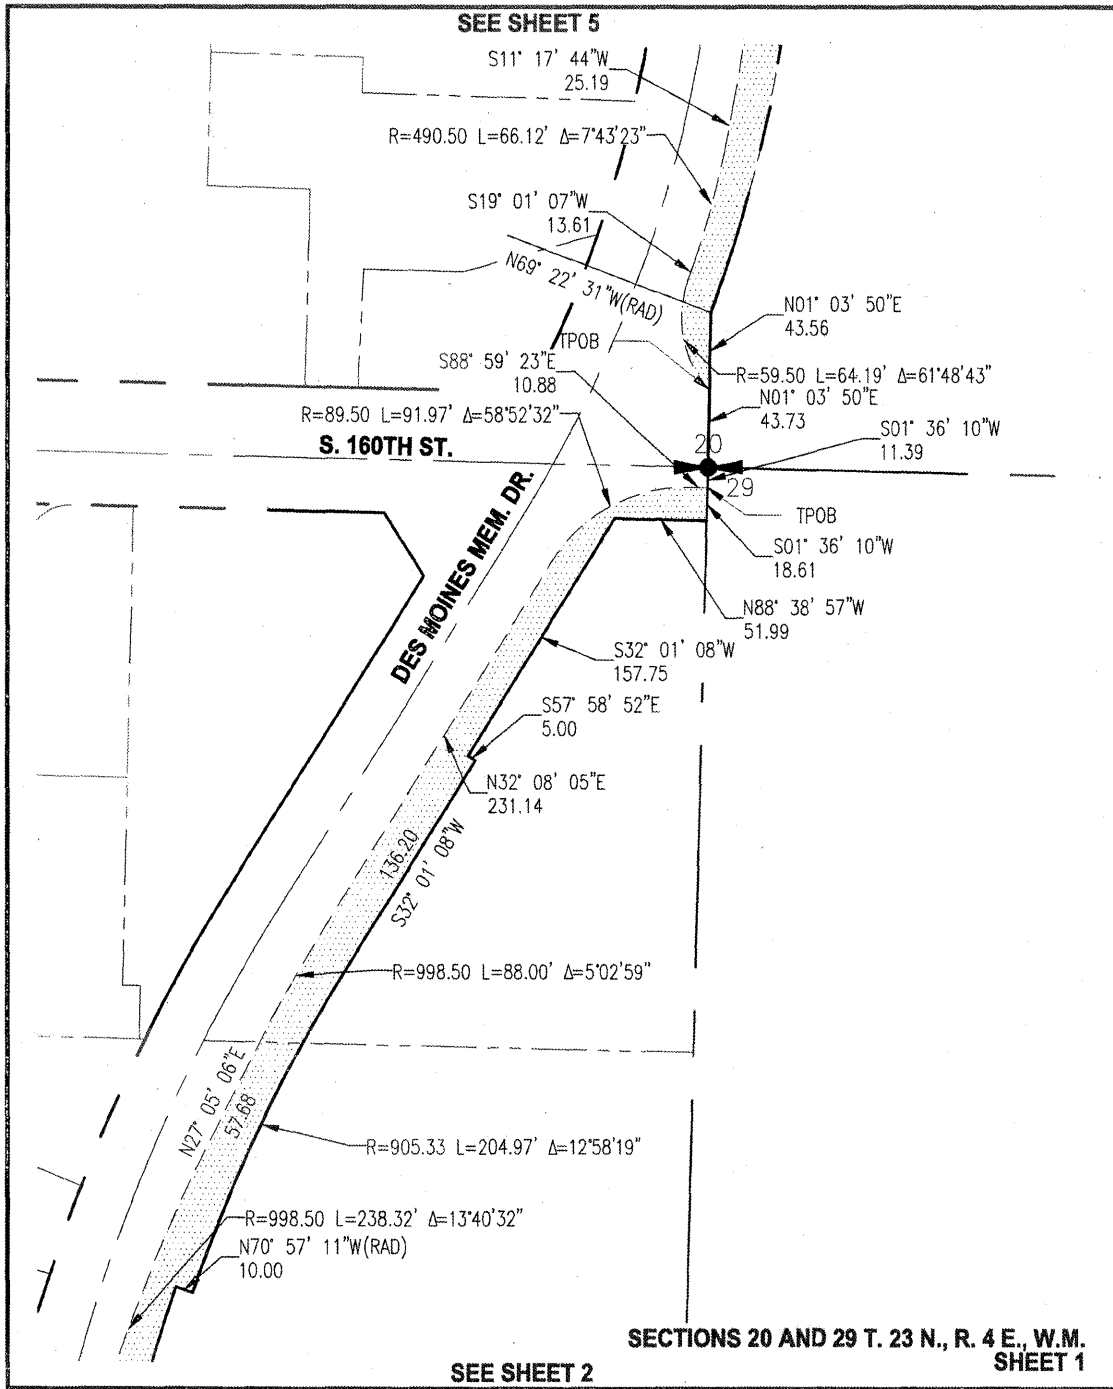 SEE SHEET 5
S11° 17' 44"W
25.19
R=490.50 L=66.12' Δ=7°43'23"
S19° 01' 07"W
13.61
N69° 22' 31"W(RAD)
N01° 03' 50"E
43.56
TPOB
S88° 59' 23"E
10.88
R=59.50 L=64.19' Δ=61°48'43"
R=89.50 L=91.97' Δ=58°52'32"
N01° 03' 50"E
43.73
S01° 36' 10"W
11.39
S. 160TH ST.
20
29
TPOB
DES MOINES MEM. DR.
S01° 36' 10"W
18.61
N88° 38' 57"W
51.99
S32° 01' 08"W
157.75
S57° 58' 52"E
5.00
N32° 08' 05"E
231.14
136.20
S32° 01' 08"W
R=998.50 L=88.00' Δ=5°02'59"
N27° 05' 06"E
57.68
R=905.33 L=204.97' Δ=12°58'19"
R=998.50 L=238.32' Δ=13°40'32"
N70° 57' 11"W(RAD)
10.00
SECTIONS 20 AND 29 T. 23 N., R. 4 E., W.M.
SHEET 1
SEE SHEET 2